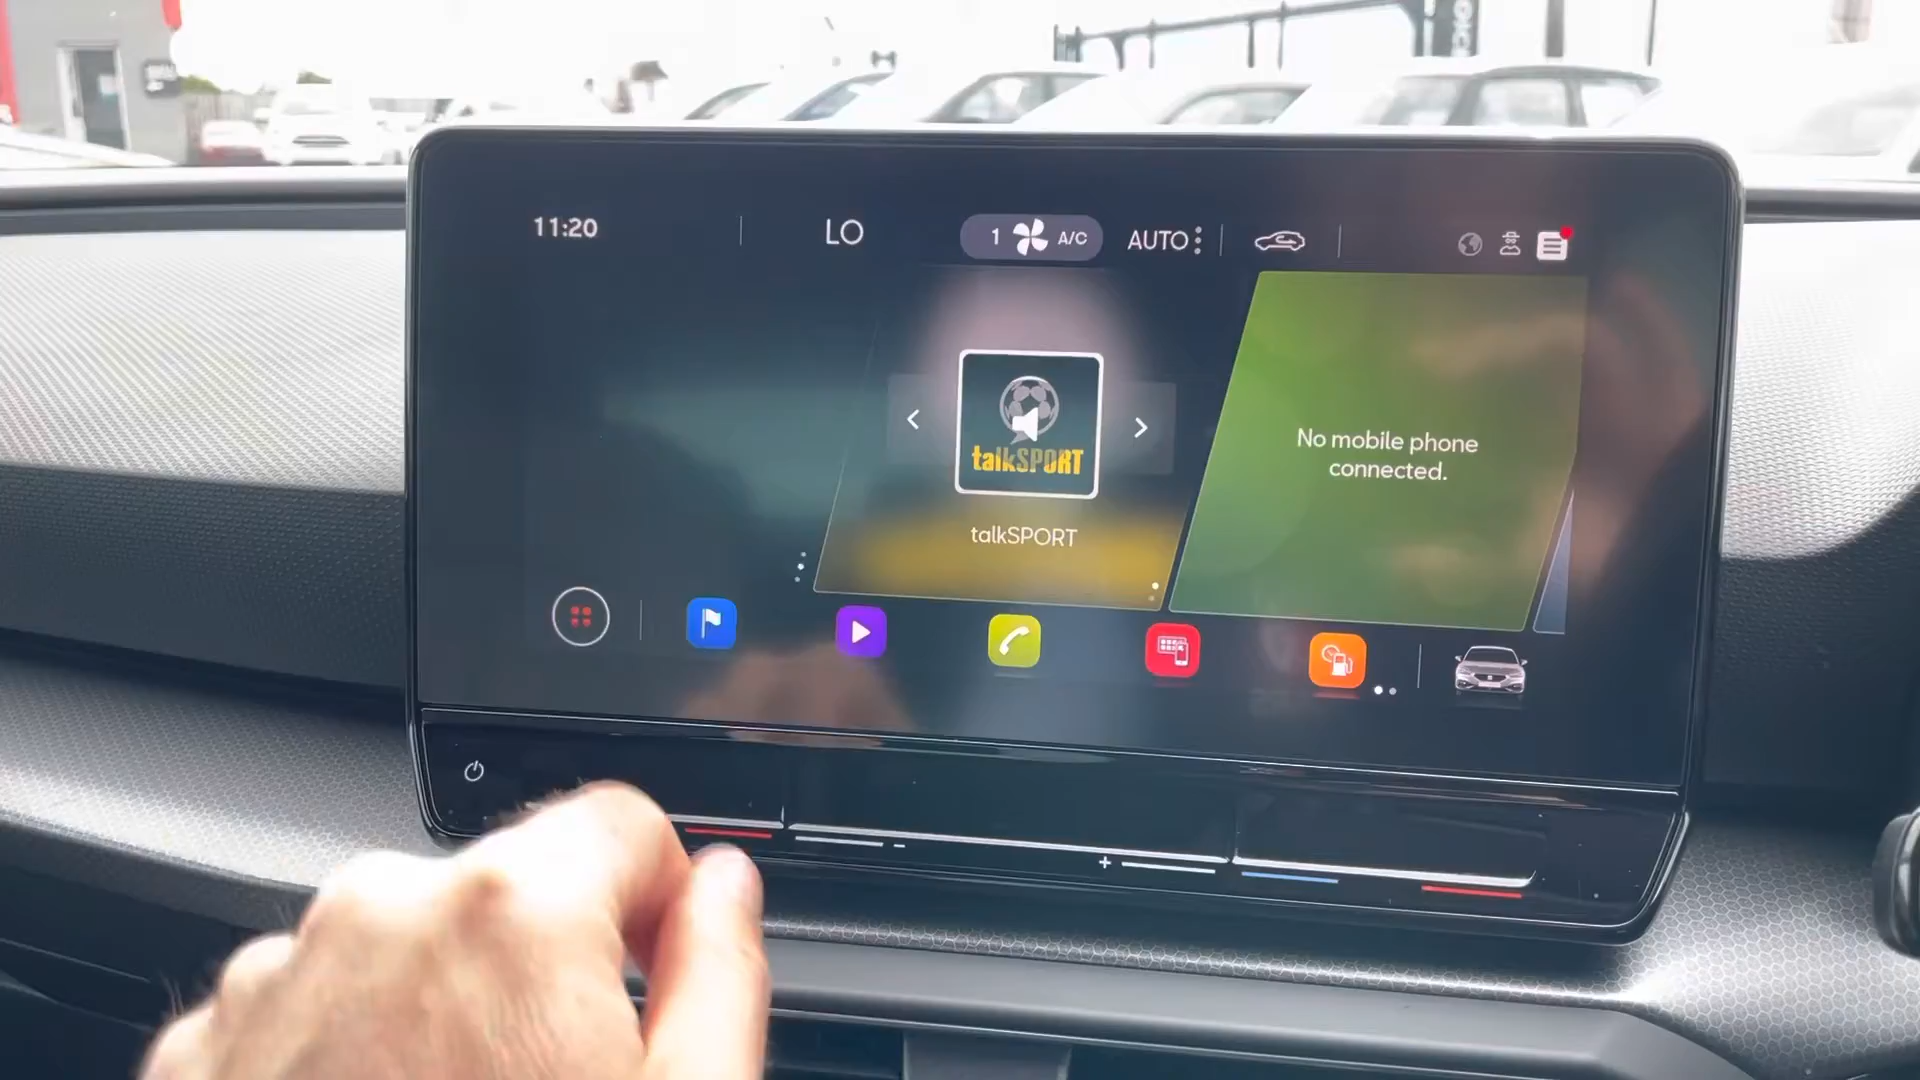 11:20
LO
1 A/C
AUTO
talkSPORT
talkSPORT
No mobile phone
connected.
- +